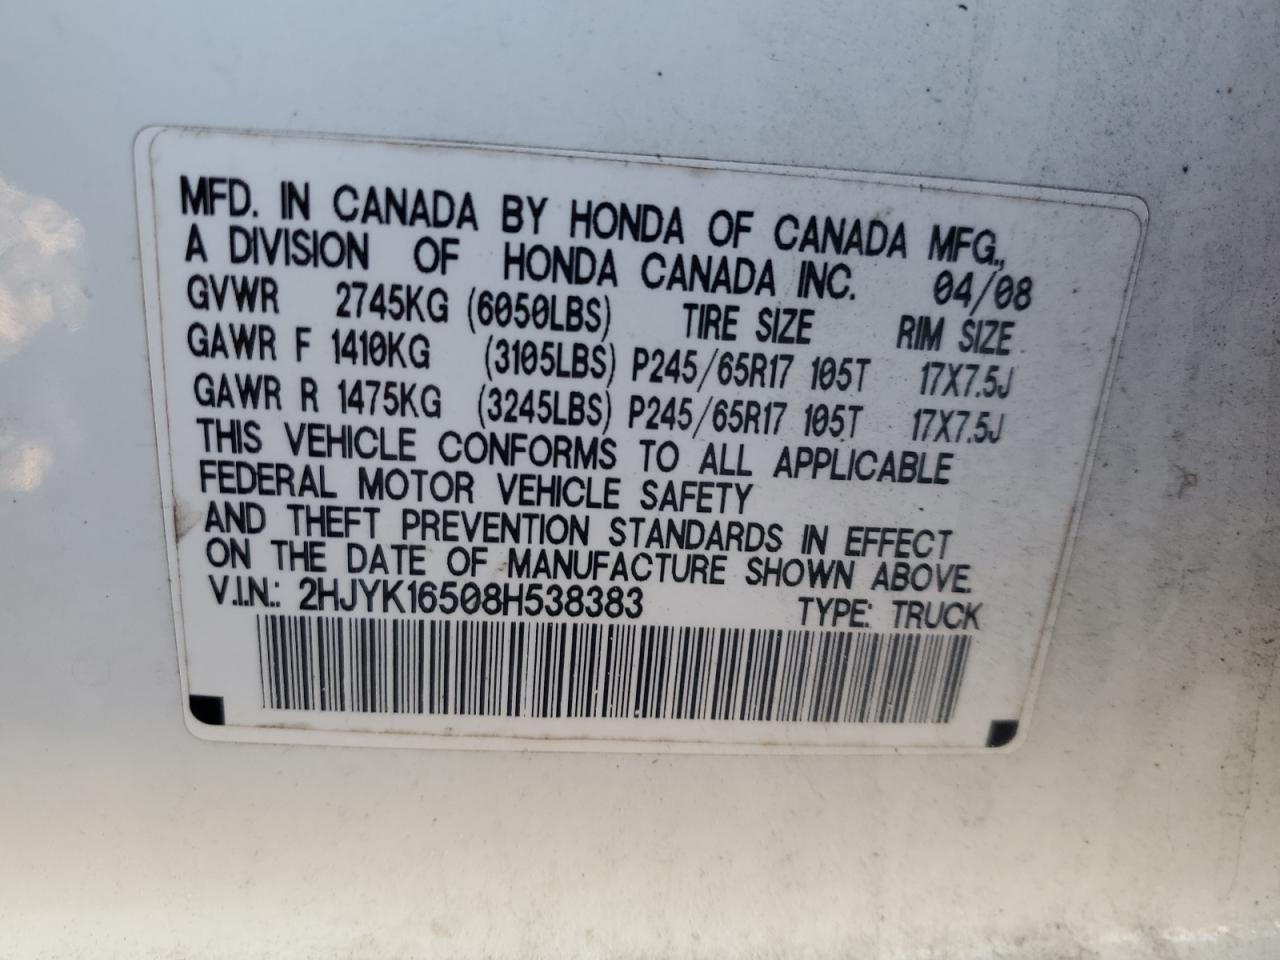 MFD. IN CANADA BY HONDA OF CANADA MFG.,
A DIVISION OF HONDA CANADA INC. 04/08
GVWR 2745KG (6050LBS) TIRE SIZE RIM SIZE
GAWR F 1410KG (3105LBS) P245/65R17 105T 17X7.5J
GAWR R 1475KG (3245LBS) P245/65R17 105T 17X7.5J
THIS VEHICLE CONFORMS TO ALL APPLICABLE
FEDERAL MOTOR VEHICLE SAFETY
AND THEFT PREVENTION STANDARDS IN EFFECT
ON THE DATE OF MANUFACTURE SHOWN ABOVE.
V.I.N.: 2HJYK16508H538383 TYPE: TRUCK